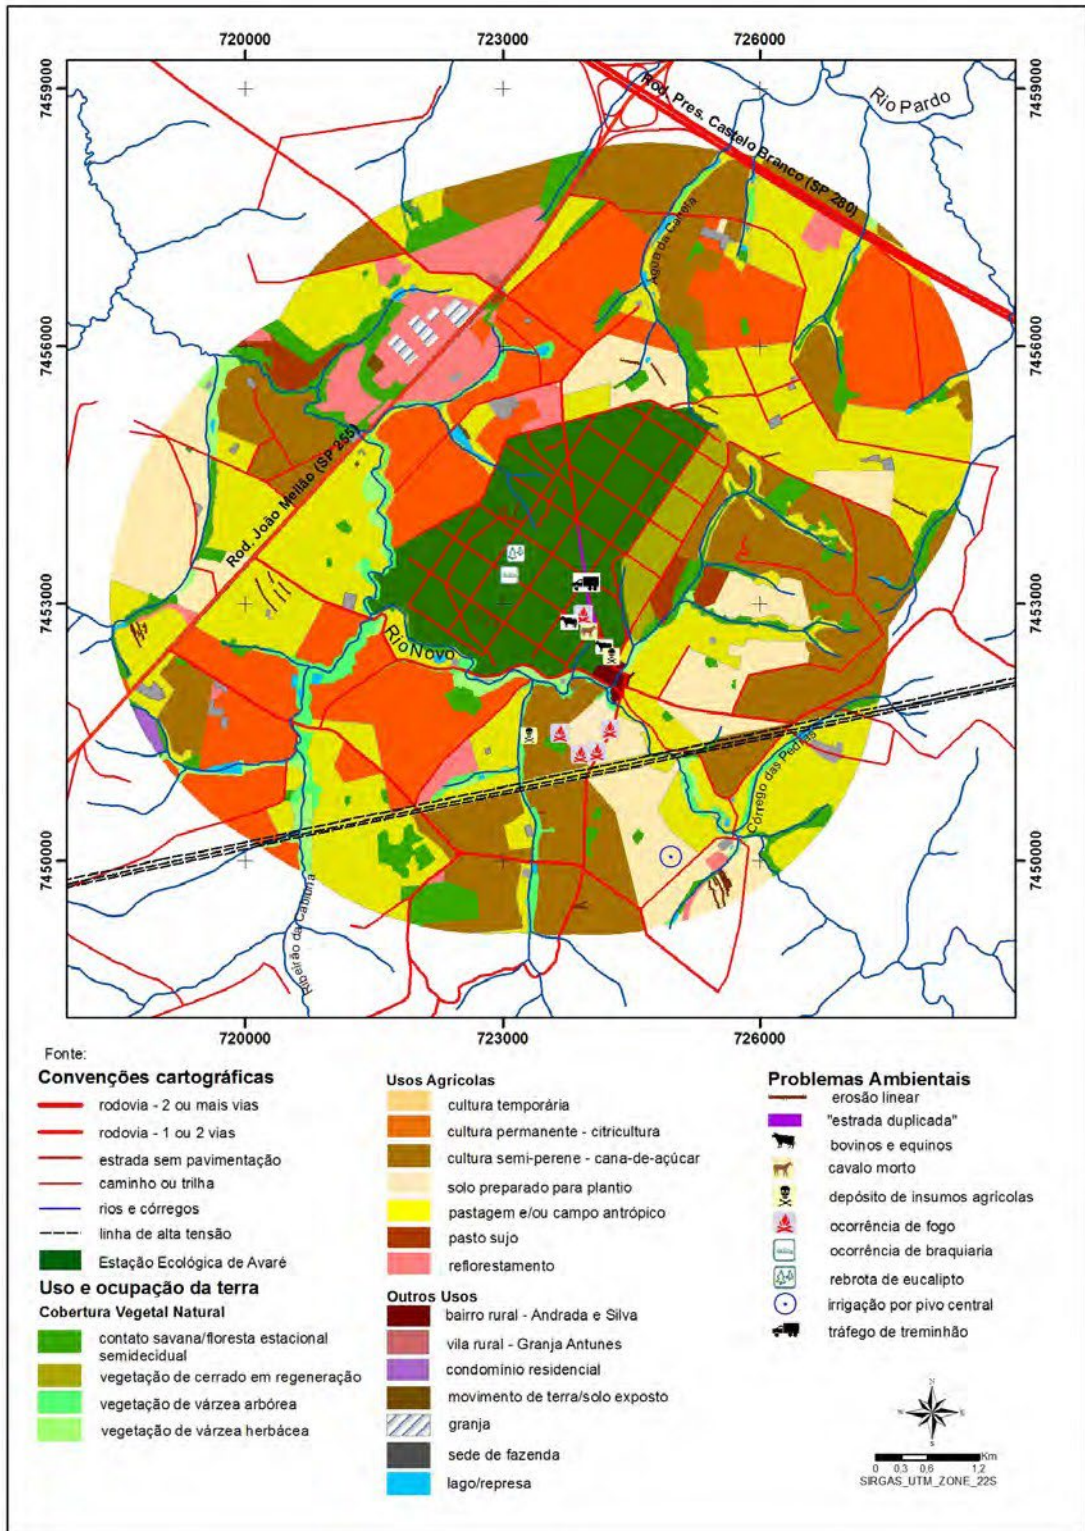 720000 723000 726000
7459000
7459000
Rio Pardo
Rod. Pres. Castelo Branco (SP 280)
Água da Canela
7456000
7456000
Rod. João Mellão (SP 255)
7453000
7453000
Rio Novo
Córrego das Pedras
7450000
7450000
Ribeirão da Cabiúna
720000 723000 726000
Fonte:
Convenções cartográficas
rodovia - 2 ou mais vias
rodovia - 1 ou 2 vias
estrada sem pavimentação
caminho ou trilha
rios e córregos
linha de alta tensão
Estação Ecológica de Avaré
Uso e ocupação da terra
Cobertura Vegetal Natural
contato savana/floresta estacional
semidecidual
vegetação de cerrado em regeneração
vegetação de várzea arbórea
vegetação de várzea herbácea
Usos Agrícolas
cultura temporária
cultura permanente - citricultura
cultura semi-perene - cana-de-açúcar
solo preparado para plantio
pastagem e/ou campo antrópico
pasto sujo
reflorestamento
Outros Usos
bairro rural - Andrada e Silva
vila rural - Granja Antunes
condomínio residencial
movimento de terra/solo exposto
granja
sede de fazenda
lago/represa
Problemas Ambientais
erosão linear
"estrada duplicada"
bovinos e equinos
cavalo morto
depósito de insumos agrícolas
ocorrência de fogo
ocorrência de braquiaria
rebrota de eucalipto
irrigação por pivo central
tráfego de treminhão
N
W E
S
Km
0 0,3 0,6 1,2
SIRGAS_UTM_ZONE_22S